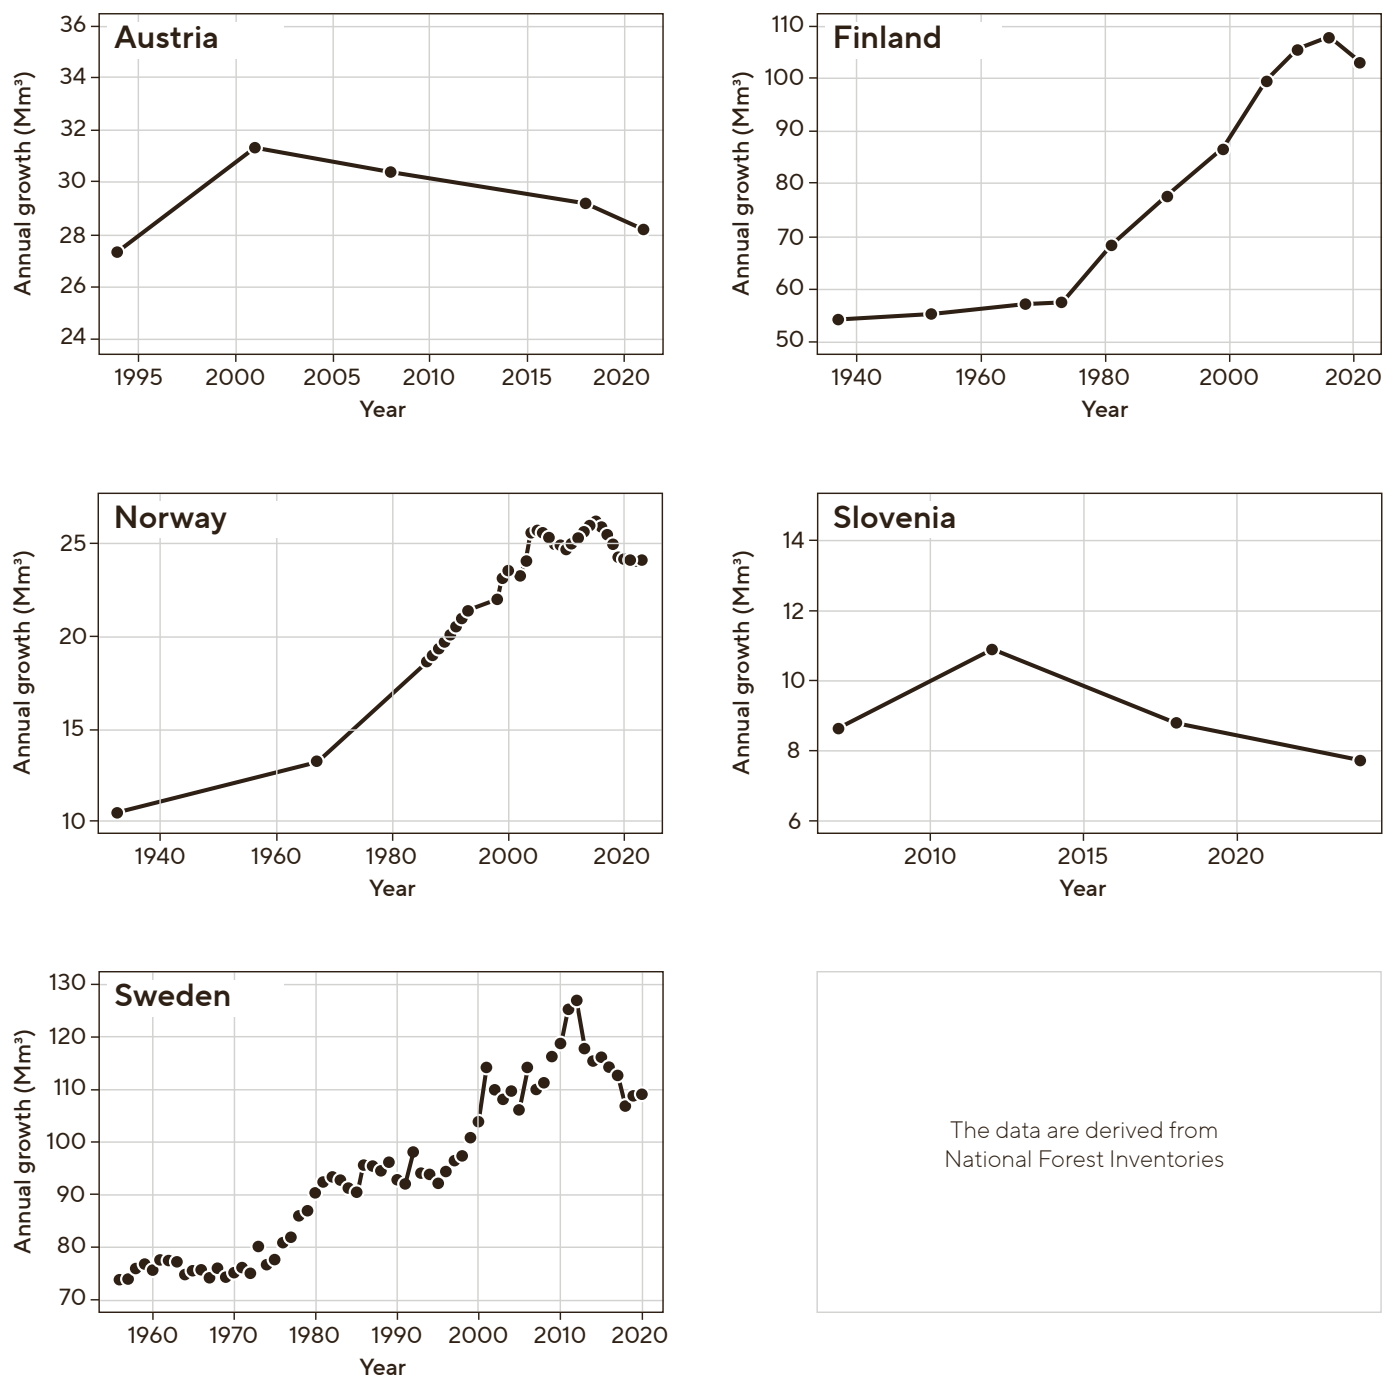 Austria
Annual growth (Mm³)
36
34
32
30
28
26
24
1995 2000 2005 2010 2015 2020
Year
Finland
Annual growth (Mm³)
110
100
90
80
70
60
50
1940 1960 1980 2000 2020
Year
Norway
Annual growth (Mm³)
25
20
15
10
1940 1960 1980 2000 2020
Year
Slovenia
Annual growth (Mm³)
14
12
10
8
6
2010 2015 2020
Year
Sweden
Annual growth (Mm³)
130
120
110
100
90
80
70
1960 1970 1980 1990 2000 2010 2020
Year
The data are derived from
National Forest Inventories